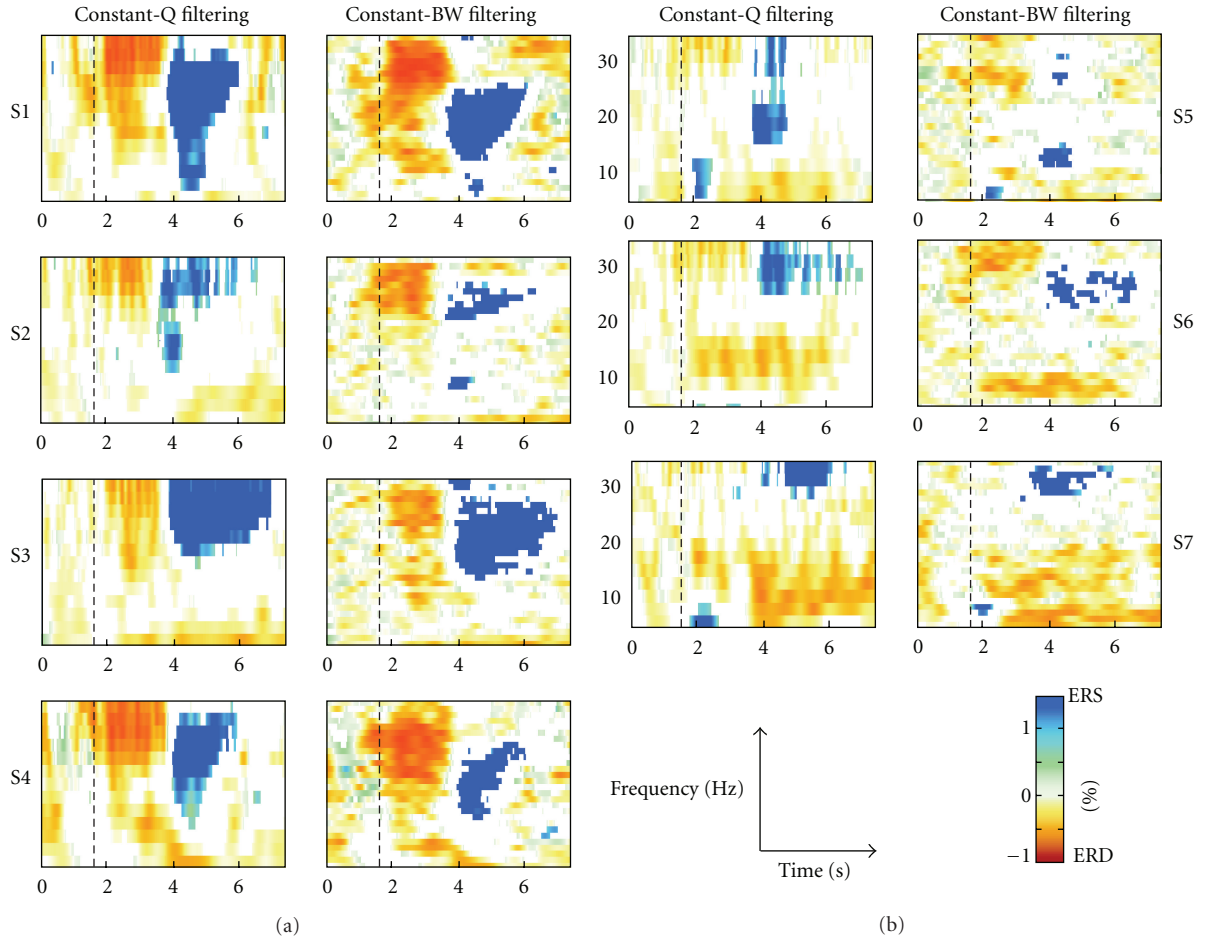 Constant-Q filtering Constant-BW filtering Constant-Q filtering Constant-BW filtering
S1
0 2 4 6
0 2 4 6
30
20
10
0 2 4 6
0 2 4 6
S5
S2
0 2 4 6
0 2 4 6
30
20
10
0 2 4 6
0 2 4 6
S6
S3
0 2 4 6
0 2 4 6
30
20
10
0 2 4 6
0 2 4 6
S7
S4
0 2 4 6
0 2 4 6
Frequency (Hz)
Time (s)
ERS
1
0
−1
ERD
(%)
(a)
(b)